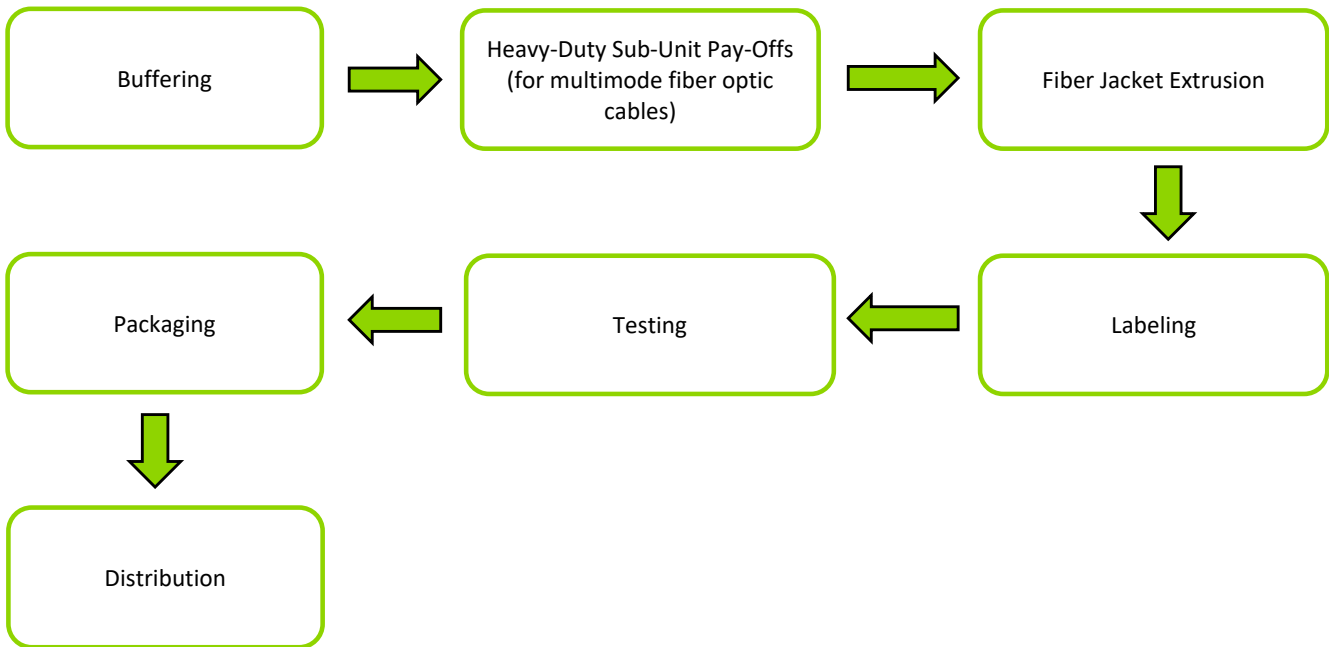 Buffering
Heavy-Duty Sub-Unit Pay-Offs
(for multimode fiber optic
cables)
Fiber Jacket Extrusion
Labeling
Testing
Packaging
Distribution